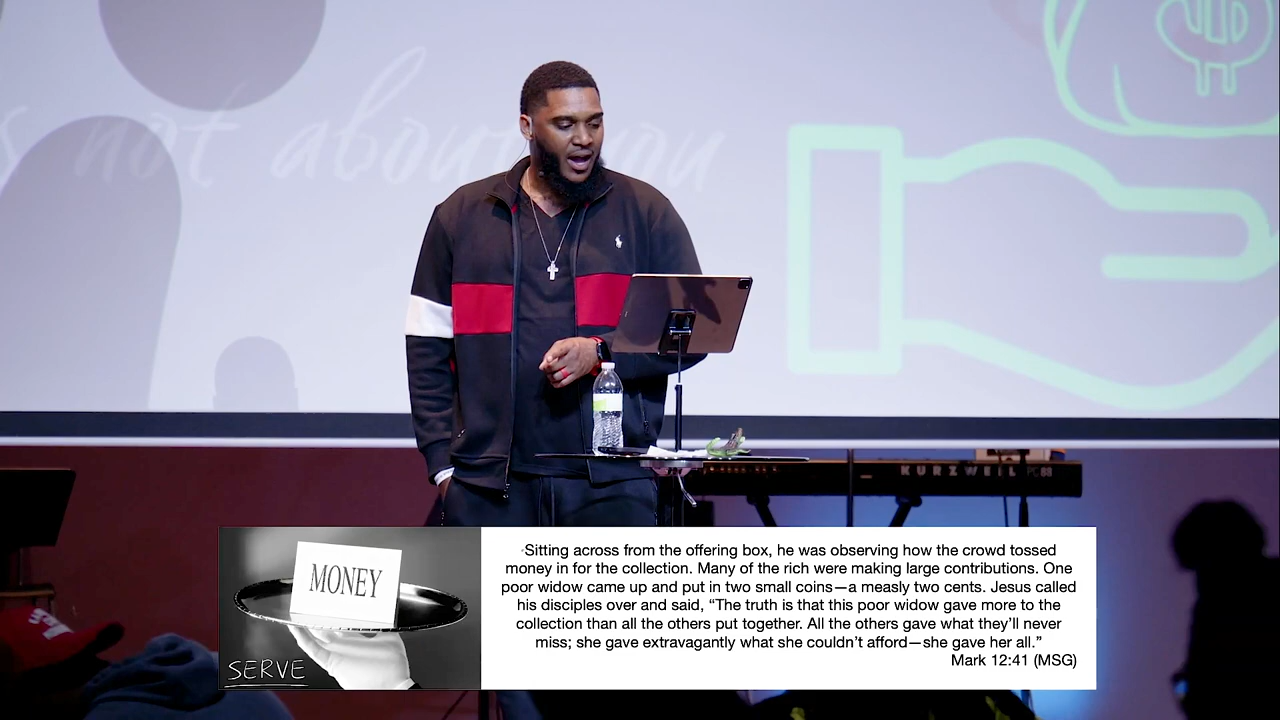 s not about you
KURZWEIL PC88
MONEY
SERVE
Sitting across from the offering box, he was observing how the crowd tossed
money in for the collection. Many of the rich were making large contributions. One
poor widow came up and put in two small coins—a measly two cents. Jesus called
his disciples over and said, “The truth is that this poor widow gave more to the
collection than all the others put together. All the others gave what they’ll never
miss; she gave extravagantly what she couldn’t afford—she gave her all.”
Mark 12:41 (MSG)